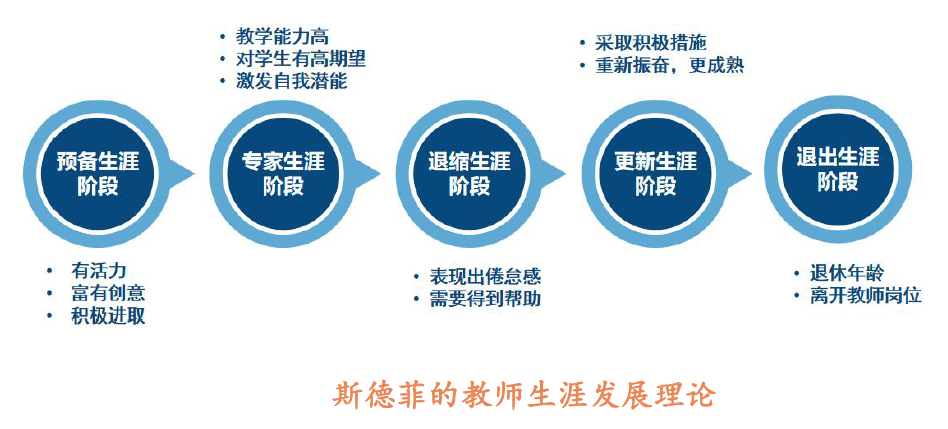 • 教学能力高
• 对学生有高期望
• 激发自我潜能
• 采取积极措施
• 重新振奋，更成熟
预备生涯
阶段
专家生涯
阶段
退缩生涯
阶段
更新生涯
阶段
退出生涯
阶段
• 有活力
• 富有创意
• 积极进取
• 表现出倦怠感
• 需要得到帮助
• 退休年龄
• 离开教师岗位
斯德菲的教师生涯发展理论